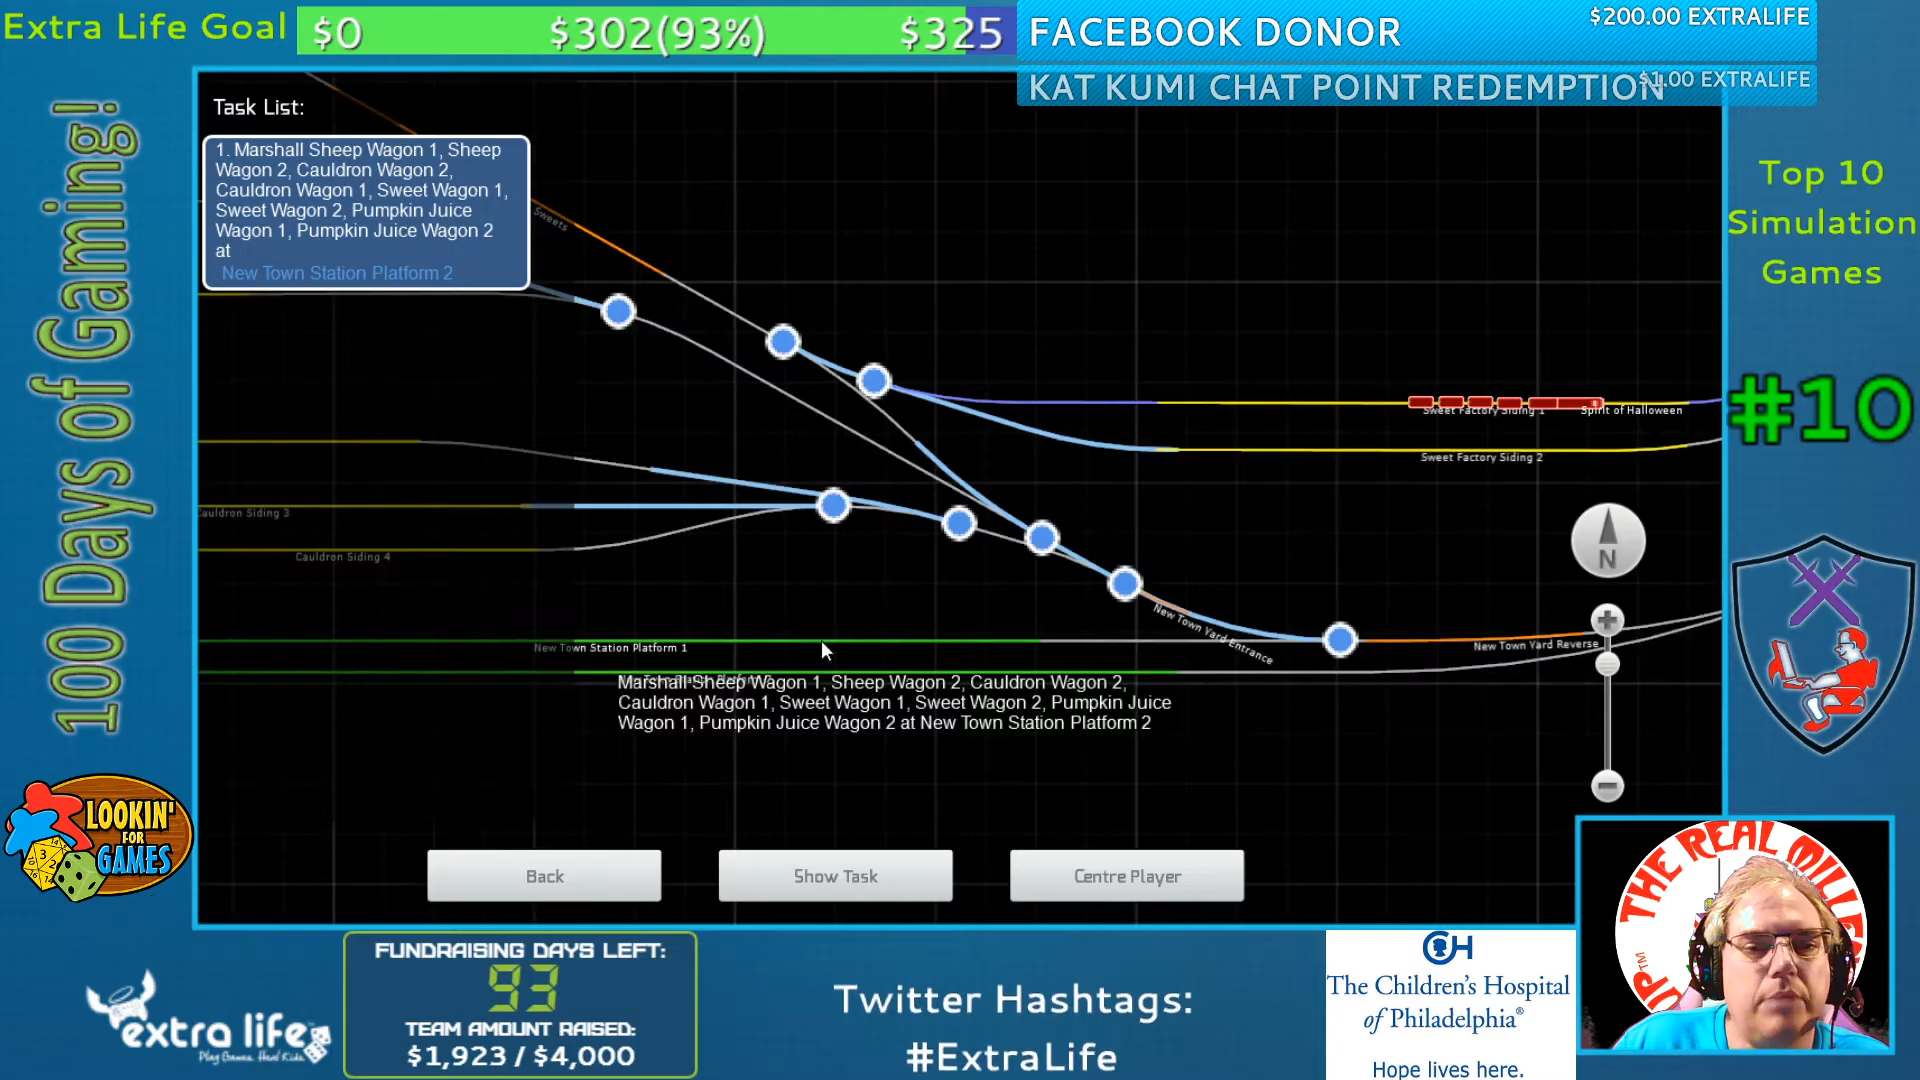 Extra Life Goal
$0
$302(93%)
$325
FACEBOOK DONOR
$200.00 EXTRALIFE
KAT KUMI CHAT POINT REDEMPTION
$1.00 EXTRALIFE
100 Days of Gaming!
Task List:
1. Marshall Sheep Wagon 1, Sheep
Wagon 2, Cauldron Wagon 2,
Cauldron Wagon 1, Sweet Wagon 1,
Sweet Wagon 2, Pumpkin Juice
Wagon 1, Pumpkin Juice Wagon 2
at
New Town Station Platform 2
Sweets
Sweet Factory Siding 1
Spirit of Halloween
Sweet Factory Siding 2
Cauldron Siding 3
Cauldron Siding 4
New Town Station Platform 1
New Town Yard Entrance
New Town Yard Reverse
N
Marshall Sheep Wagon 1, Sheep Wagon 2, Cauldron Wagon 2,
Cauldron Wagon 1, Sweet Wagon 1, Sweet Wagon 2, Pumpkin Juice
Wagon 1, Pumpkin Juice Wagon 2 at New Town Station Platform 2
Back
Show Task
Centre Player
Top 10
Simulation
Games
#10
LOOKIN'
FOR
GAMES
extra life
Play Games. Heal Kids.
FUNDRAISING DAYS LEFT:
93
TEAM AMOUNT RAISED:
$1,923 / $4,000
Twitter Hashtags:
#ExtraLife
CH
The Children's Hospital
of Philadelphia®
Hope lives here.
THE REAL